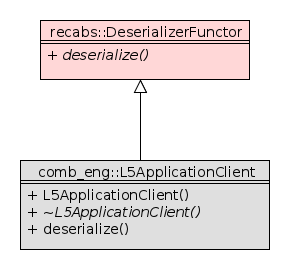 recabs::DeserializerFunctor
+ deserialize()
comb_eng::L5ApplicationClient
+ L5ApplicationClient()
+ ~L5ApplicationClient()
+ deserialize()